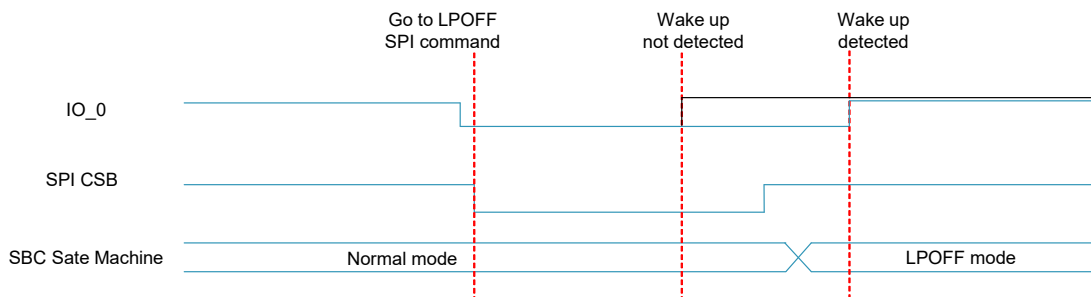 Go to LPOFF
SPI command
Wake up
not detected
Wake up
detected
IO_0
SPI CSB
SBC Sate Machine
Normal mode
LPOFF mode